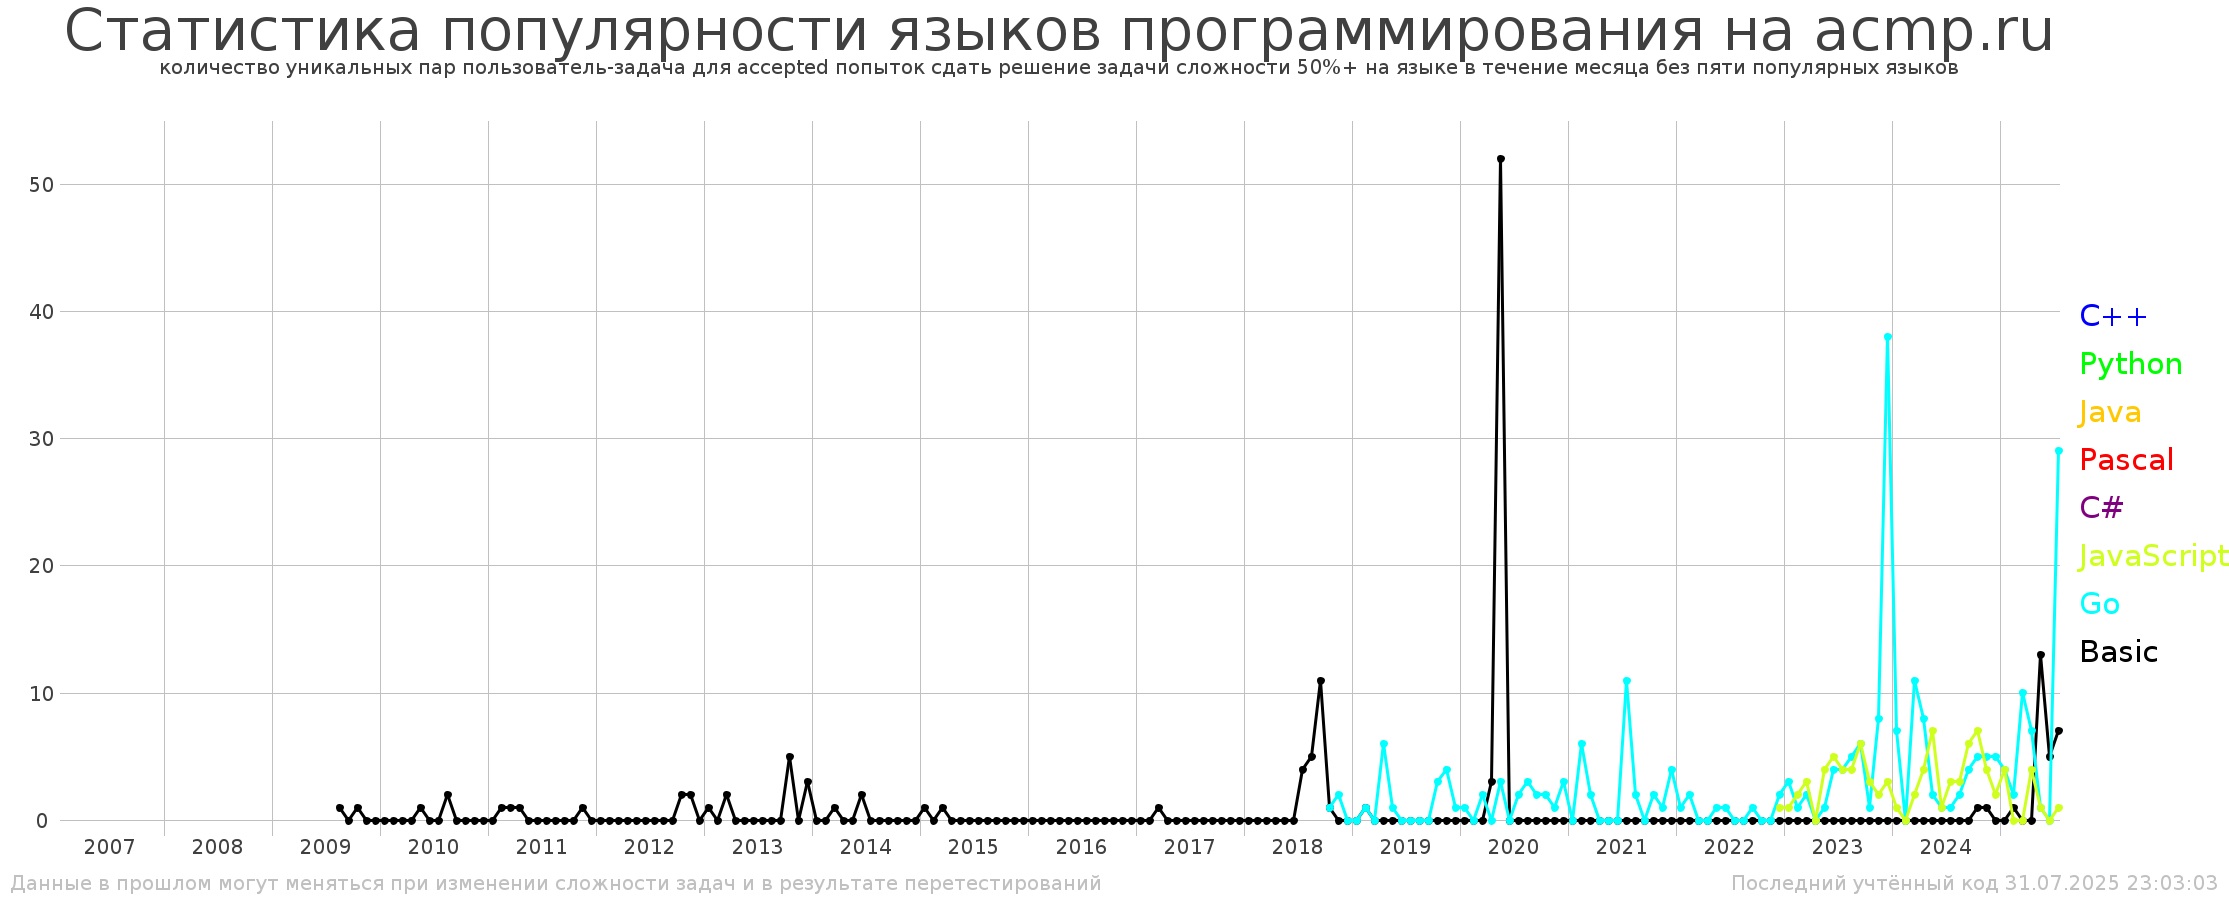 Статистика популярности языков программирования на acmp.ru
количество уникальных пар пользователь-задача для accepted попыток сдать решение задачи сложности 50%+ на языке в течение месяца без пяти популярных языков
50
40
30
20
10
0
C++
Python
Java
Pascal
C#
JavaScript
Go
Basic
2007 2008 2009 2010 2011 2012 2013 2014 2015 2016 2017 2018 2019 2020 2021 2022 2023 2024
Данные в прошлом могут меняться при изменении сложности задач и в результате перетестирований
Последний учтённый код 31.07.2025 23:03:03